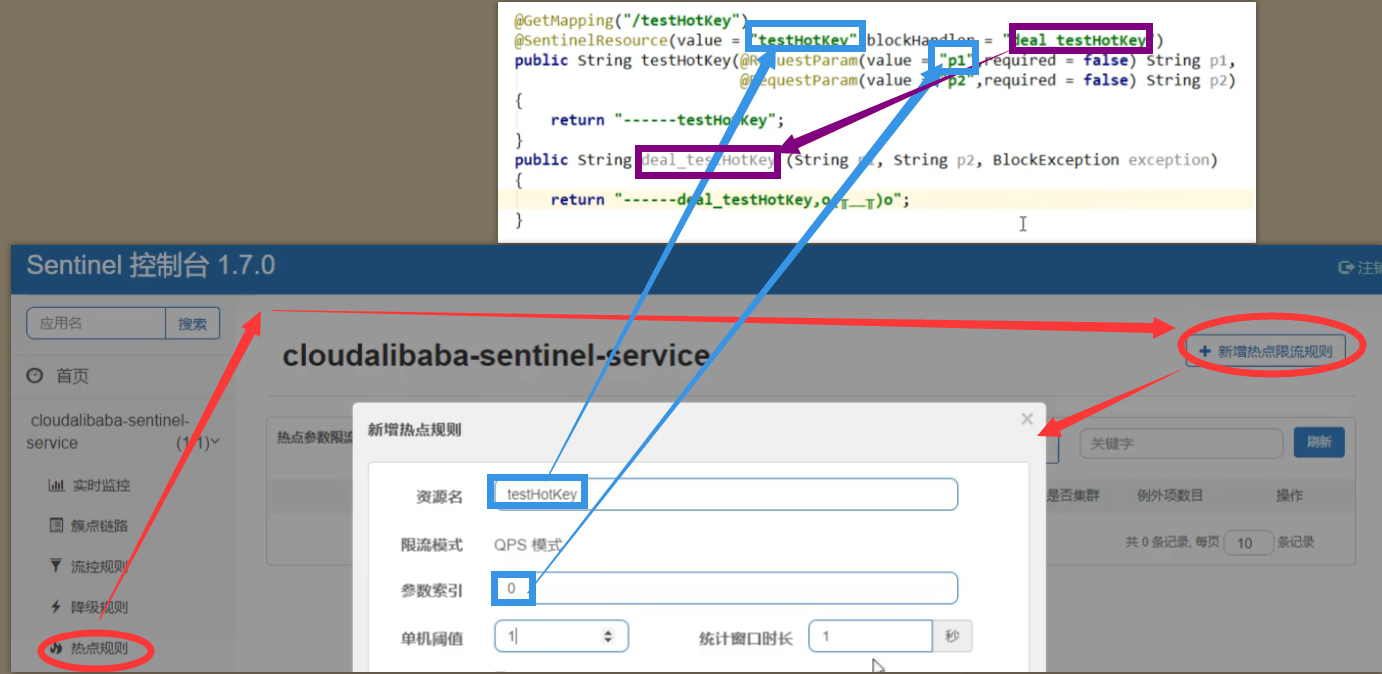 @GetMapping("/testHotKey")
@SentinelResource(value = "testHotKey" blockHandler = "deal_testHotKey")
public String testHotKey(@RequestParam(value = "p1",required = false) String p1,
@RequestParam(value = "p2",required = false) String p2)
{
return "------testHotKey";
}
public String deal_testHotKey (String p1, String p2, BlockException exception)
{
return "------deal_testHotKey,o(╥﹏╥)o";
}
Sentinel 控制台 1.7.0
注销
应用名
搜索
首页
cloudalibaba-sentinel-service
新增热点限流规则
cloudalibaba-sentinel-
service
(1/1)
实时监控
簇点链路
流控规则
降级规则
热点规则
热点参数限流
关键字
刷新
是否集群
例外项数目
操作
共 0 条记录, 每页 10 条记录
新增热点规则
×
资源名
testHotKey
限流模式
QPS 模式
参数索引
0
单机阈值
1
统计窗口时长
1
秒